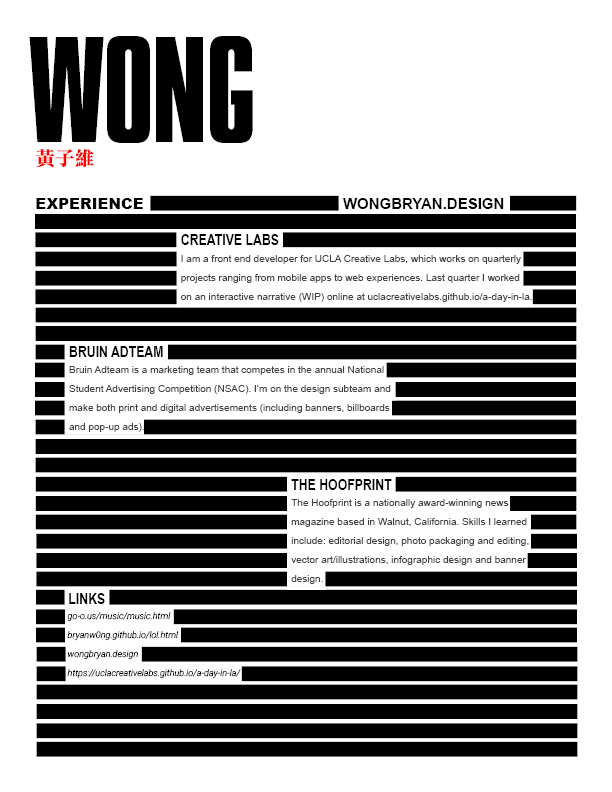 WONG
黃子維
EXPERIENCE WONGBRYAN.DESIGN
CREATIVE LABS
I am a front end developer for UCLA Creative Labs, which works on quarterly
projects ranging from mobile apps to web experiences. Last quarter I worked
on an interactive narrative (WIP) online at uclacreativelabs.github.io/a-day-in-la.
BRUIN ADTEAM
Bruin Adteam is a marketing team that competes in the annual National
Student Advertising Competition (NSAC). I'm on the design subteam and
make both print and digital advertisements (including banners, billboards
and pop-up ads).
THE HOOFPRINT
The Hoofprint is a nationally award-winning news
magazine based in Walnut, California. Skills I learned
include: editorial design, photo packaging and editing,
vector art/illustrations, infographic design and banner
design.
LINKS
go-o.us/music/music.html
bryanw0ng.github.io/lol.html
wongbryan.design
https://uclacreativelabs.github.io/a-day-in-la/